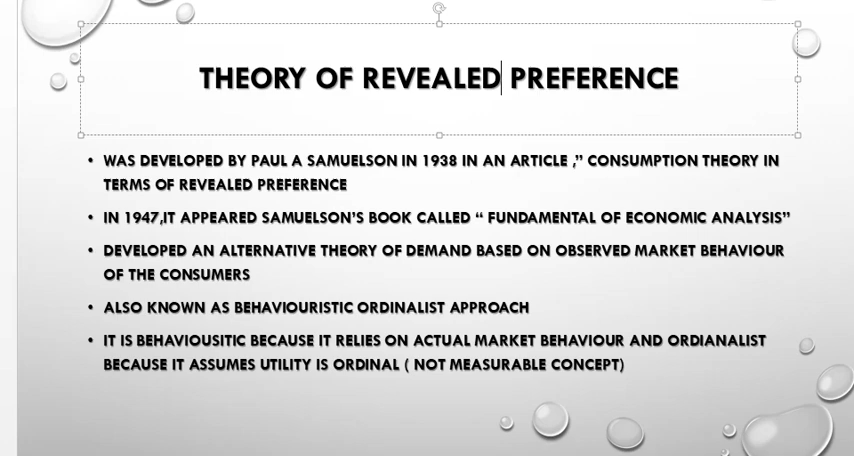 THEORY OF REVEALED PREFERENCE
• WAS DEVELOPED BY PAUL A SAMUELSON IN 1938 IN AN ARTICLE ,” CONSUMPTION THEORY IN
TERMS OF REVEALED PREFERENCE
• IN 1947,IT APPEARED SAMUELSON’S BOOK CALLED “ FUNDAMENTAL OF ECONOMIC ANALYSIS”
• DEVELOPED AN ALTERNATIVE THEORY OF DEMAND BASED ON OBSERVED MARKET BEHAVIOUR
OF THE CONSUMERS
• ALSO KNOWN AS BEHAVIOURISTIC ORDINALIST APPROACH
• IT IS BEHAVIOUSITIC BECAUSE IT RELIES ON ACTUAL MARKET BEHAVIOUR AND ORDIANALIST
BECAUSE IT ASSUMES UTILITY IS ORDINAL ( NOT MEASURABLE CONCEPT)